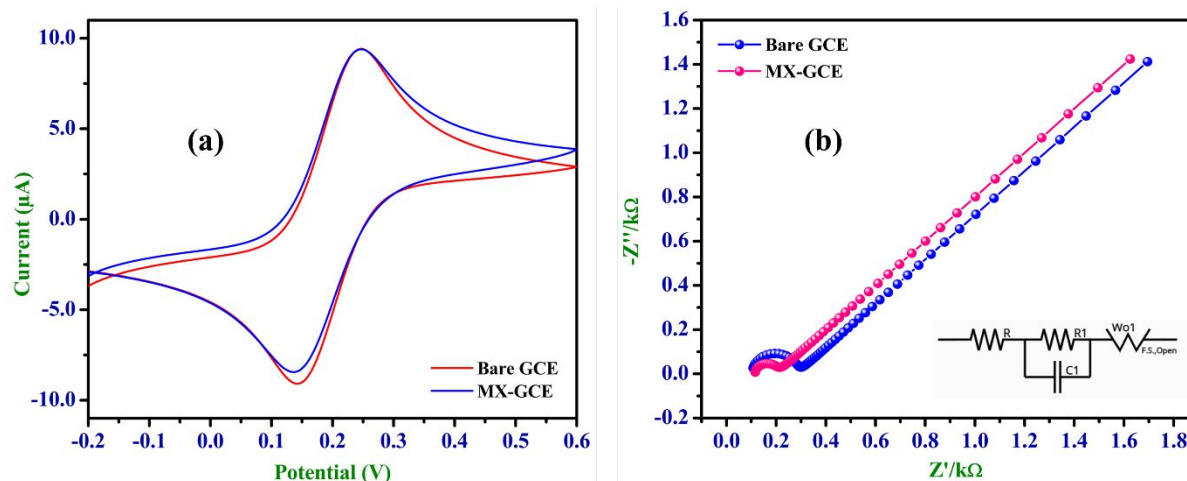 (a)
10.0
5.0
0.0
-5.0
-10.0
Current (µA)
-0.2 -0.1 0.0 0.1 0.2 0.3 0.4 0.5 0.6
Potential (V)
Bare GCE
MX-GCE
(b)
Bare GCE
MX-GCE
1.6
1.4
1.2
1.0
0.8
0.6
0.4
0.2
0.0
-0.2
-Z''/kΩ
0.0 0.2 0.4 0.6 0.8 1.0 1.2 1.4 1.6 1.8
Z'/kΩ
R R1 Wo1
F.S.,Open
C1